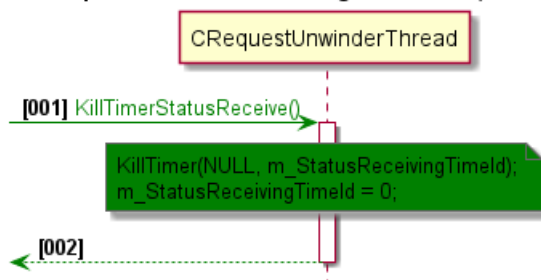 CRequestUnwinderThread
[001] KillTimerStatusReceive()
KillTimer(NULL, m_StatusReceivingTimeId);
m_StatusReceivingTimeId = 0;
[002]